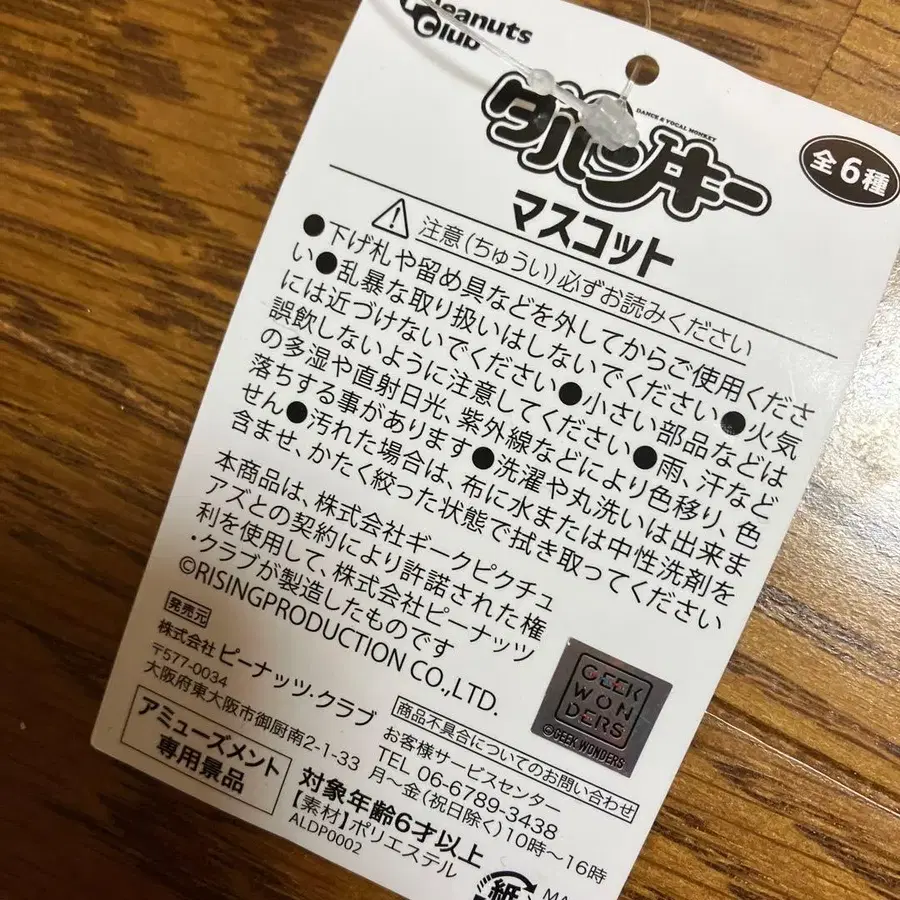 Peanuts
Club
DANCE & VOCAL MONKEY
ダパンキー
全6種
マスコット
注意(ちゅうい)必ずお読みください
●下げ札や留め具などを外してからご使用くださ
い●乱暴な取り扱いはしないでください●火気
には近づけないでください●小さい部品などは
誤飲しないように注意してください●雨、汗など
の多湿や直射日光、紫外線などにより色移り、色
落ちする事があります●洗濯や丸洗いは出来ま
せん●汚れた場合は、布に水または中性洗剤を
含ませ、かたく絞った状態で拭き取ってください
本商品は、株式会社ギークピクチュ
アズとの契約により許諾された権
利を使用して、株式会社ピーナッツ
・クラブが製造したものです
©RISINGPRODUCTION CO.,LTD.
GEEK
WON
DERS
©GEEK WONDERS
発売元
株式会社ピーナッツ・クラブ
〒577-0034
大阪府東大阪市御厨南2-1-33
商品不具合についてのお問い合わせ
お客様サービスセンター
TEL 06-6789-3438
月〜金(祝日除く)10時〜16時
アミューズメント
専用景品
対象年齢6才以上
【素材】ポリエステル
ALDP0002
紙
MA